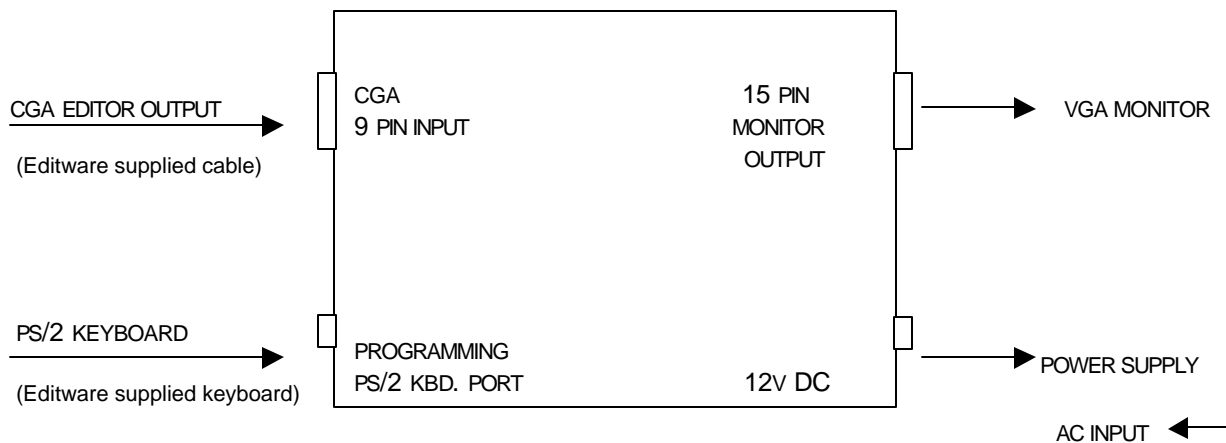 CGA EDITOR OUTPUT
(Editware supplied cable)
CGA
9 PIN INPUT
15 PIN
MONITOR
OUTPUT
VGA MONITOR
PS/2 KEYBOARD
(Editware supplied keyboard)
PROGRAMMING
PS/2 KBD. PORT
12V DC
POWER SUPPLY
AC INPUT